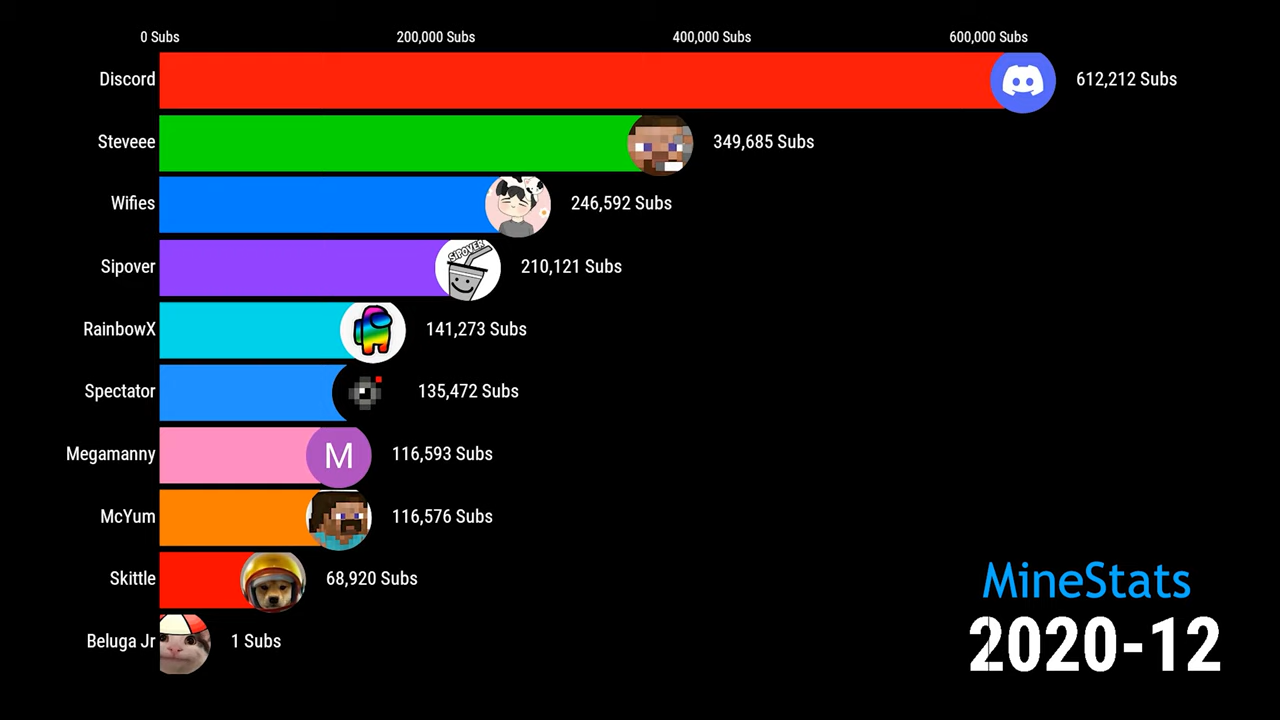 0 Subs 200,000 Subs 400,000 Subs 600,000 Subs
Discord 612,212 Subs
Steveee 349,685 Subs
Wifies 246,592 Subs
Sipover SIPOVER 210,121 Subs
RainbowX 141,273 Subs
Spectator 135,472 Subs
Megamanny M 116,593 Subs
McYum 116,576 Subs
Skittle 68,920 Subs
Beluga Jr 1 Subs
MineStats
2020-12